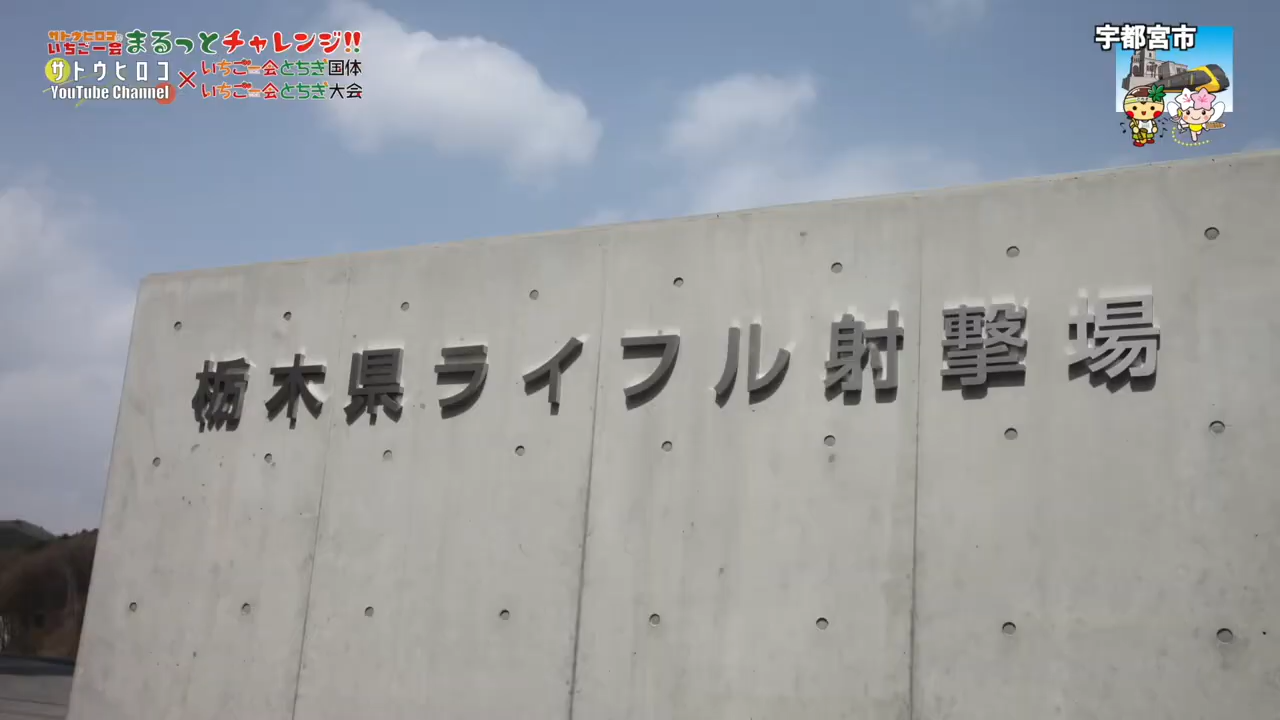 サトウヒロコの
いちご一会 まるっとチャレンジ!!
サトウヒロコ
YouTube Channel
×
いちご一会とちぎ国体
いちご一会とちぎ大会
宇都宮市
栃木県ライフル射撃場